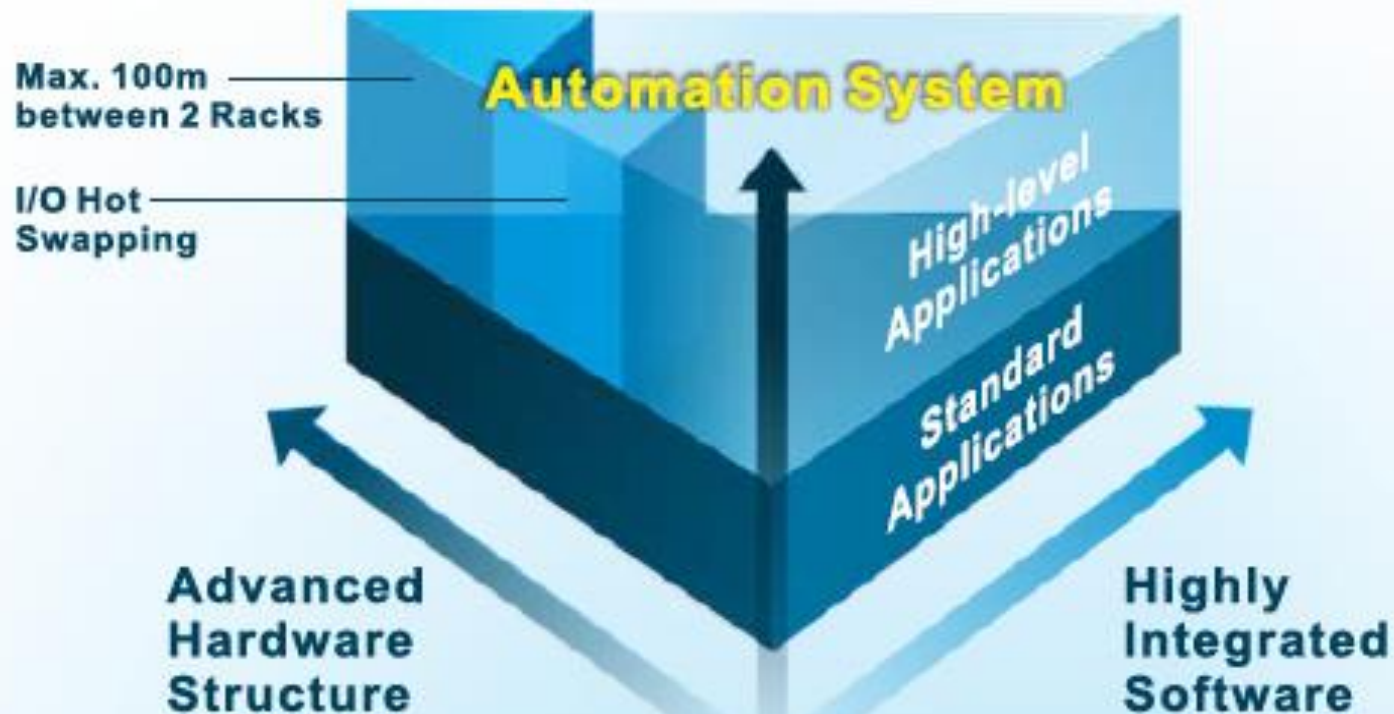 Automation System
Max. 100m
between 2 Racks
I/O Hot
Swapping
High-level
Applications
Standard
Applications
Advanced
Hardware
Structure
Highly
Integrated
Software